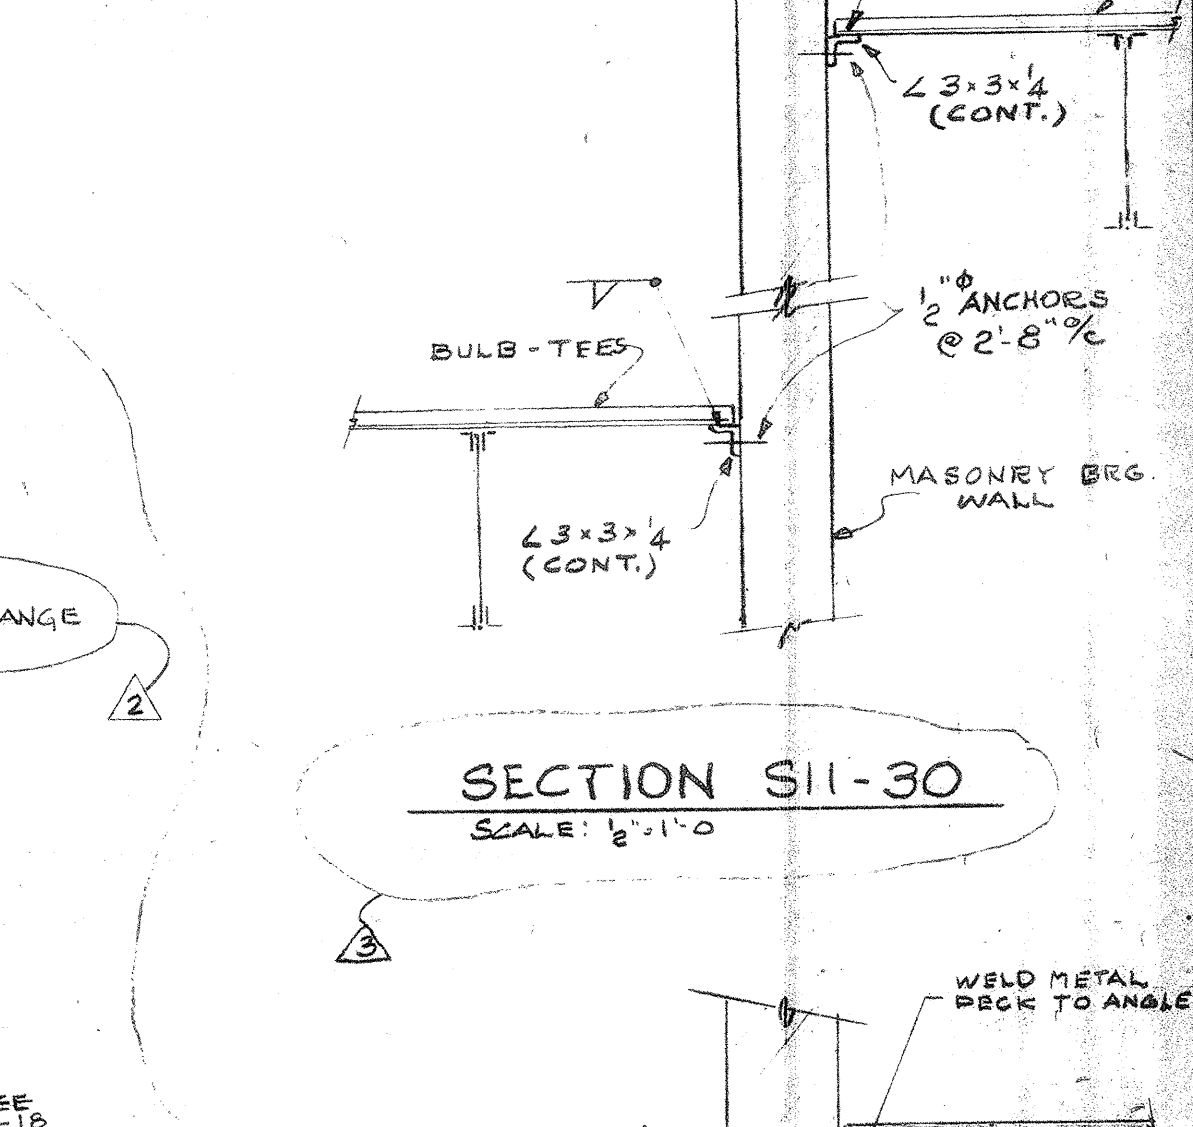 ∠ 3×3×1/4
(CONT.)
1/2"Φ ANCHORS
@ 2'-8" o/c
BULB-TEES
MASONRY BRG.
WALL
∠ 3×3×1/4
(CONT.)
ANGE
2
SECTION S11-30
SCALE: 1/2"=1'-0
3
WELD METAL
DECK TO ANGLE
EE
-18